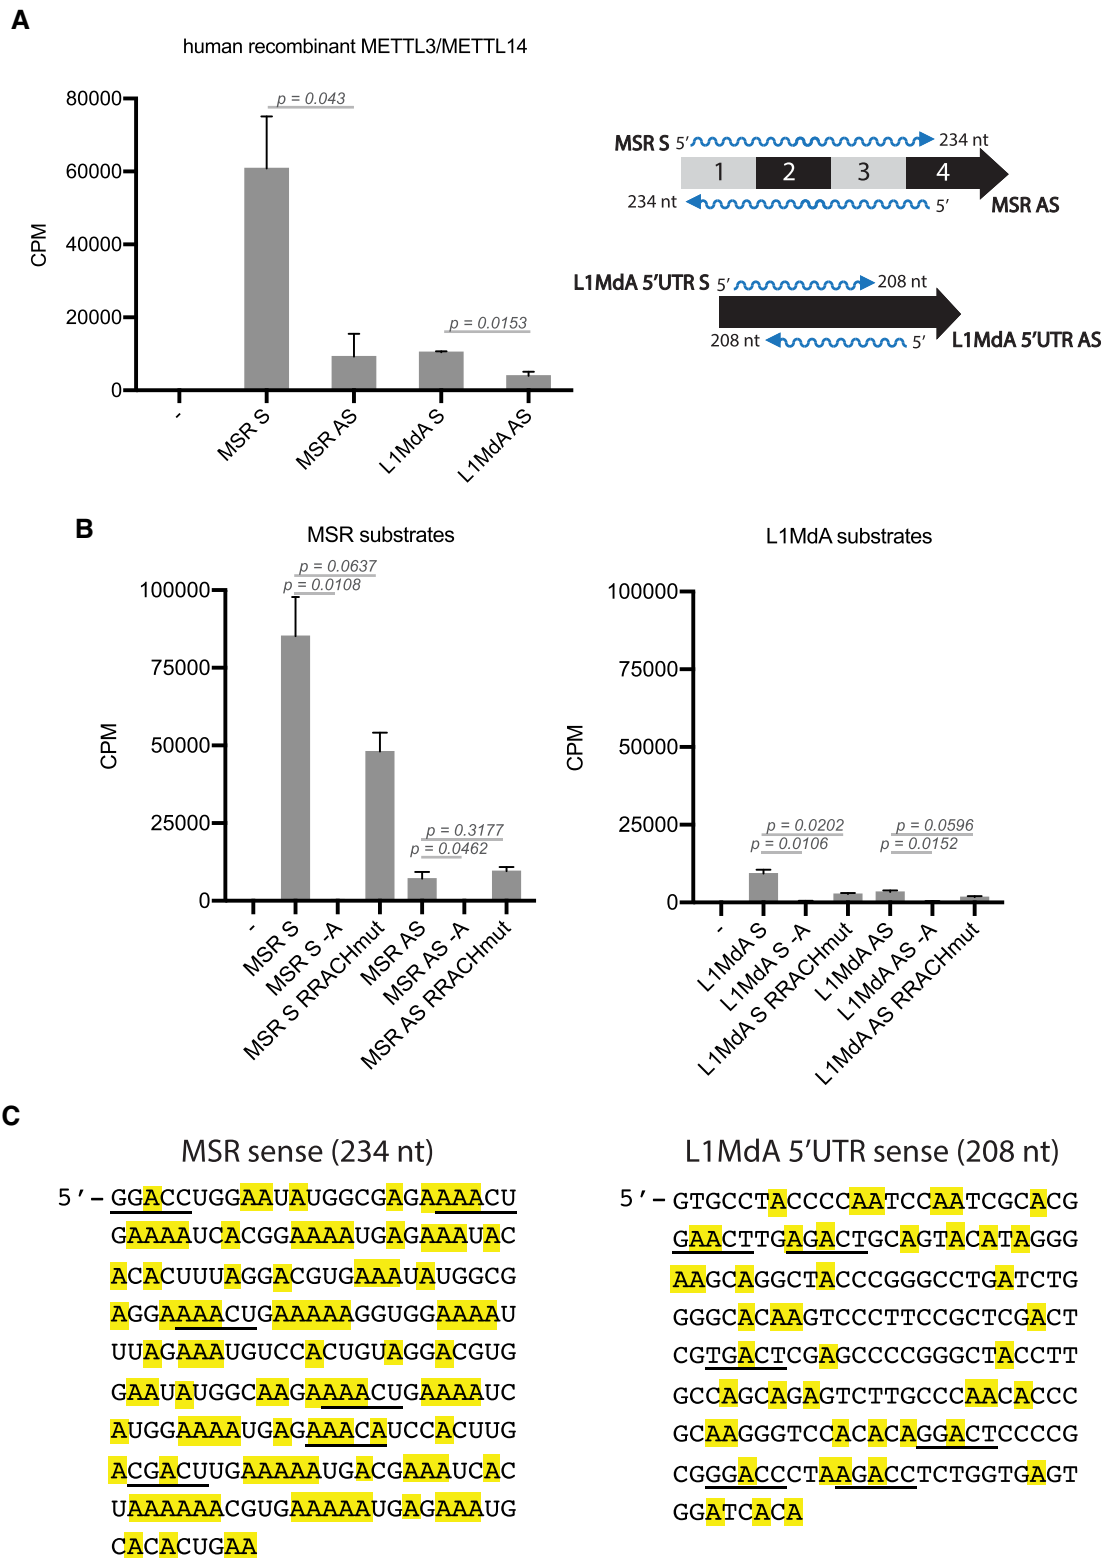 A
human recombinant METTL3/METTL14
80000
60000
40000
20000
0
CPM
p = 0.043
p = 0.0153
-
MSR S
MSR AS
L1MdA S
L1MdA AS
MSR S 5' 234 nt
1 2 3 4
234 nt 5' MSR AS
L1MdA 5'UTR S 5' 208 nt
208 nt 5' L1MdA 5'UTR AS
B
MSR substrates
p = 0.0637
p = 0.0108
100000
75000
50000
25000
0
CPM
p = 0.3177
p = 0.0462
-
MSR S
MSR S -A
MSR S RRACHmut
MSR AS
MSR AS -A
MSR AS RRACHmut
L1MdA substrates
100000
75000
50000
25000
0
CPM
p = 0.0202
p = 0.0106
p = 0.0596
p = 0.0152
-
L1MdA S
L1MdA S -A
L1MdA S RRACHmut
L1MdA AS
L1MdA AS -A
L1MdA AS RRACHmut
C
MSR sense (234 nt)
5'-GGACCUGGAAUAUGGCGAGAAAACU
GAAAAUCACGGAAAAUGAGAAAUAC
ACACUUUAGGACGUGAAAUAUGGCG
AGGAAAACUGAAAAAGGUGGAAAAU
UUAGAAAUGUCCACUGUAGGACGUG
GAAUAUGGCAAGAAAACUGAAAAUC
AUGGAAAAUGAGAAACAUCCACUUG
ACGACUUGAAAAAUGACGAAAUCAC
UAAAAAACGUGAAAAAUGAGAAAUG
CACACUGAA
L1MdA 5'UTR sense (208 nt)
5'-GTGCCTACCCCAATCCAATCGCACG
GAACTTGAGACTGCAGTACATAGGG
AAGCAGGCTACCCGGGCCTGATCTG
GGGCACAAGTCCCTTCCGCTCGACT
CGTGACTCGAGCCCCGGGCTACCTT
GCCAGCAGAGTCTTGCCCAACACCC
GCAAGGGTCCACACAGGACTCCCCG
CGGGACCCTAAGACCTCTGGTGAGT
GGATCACA